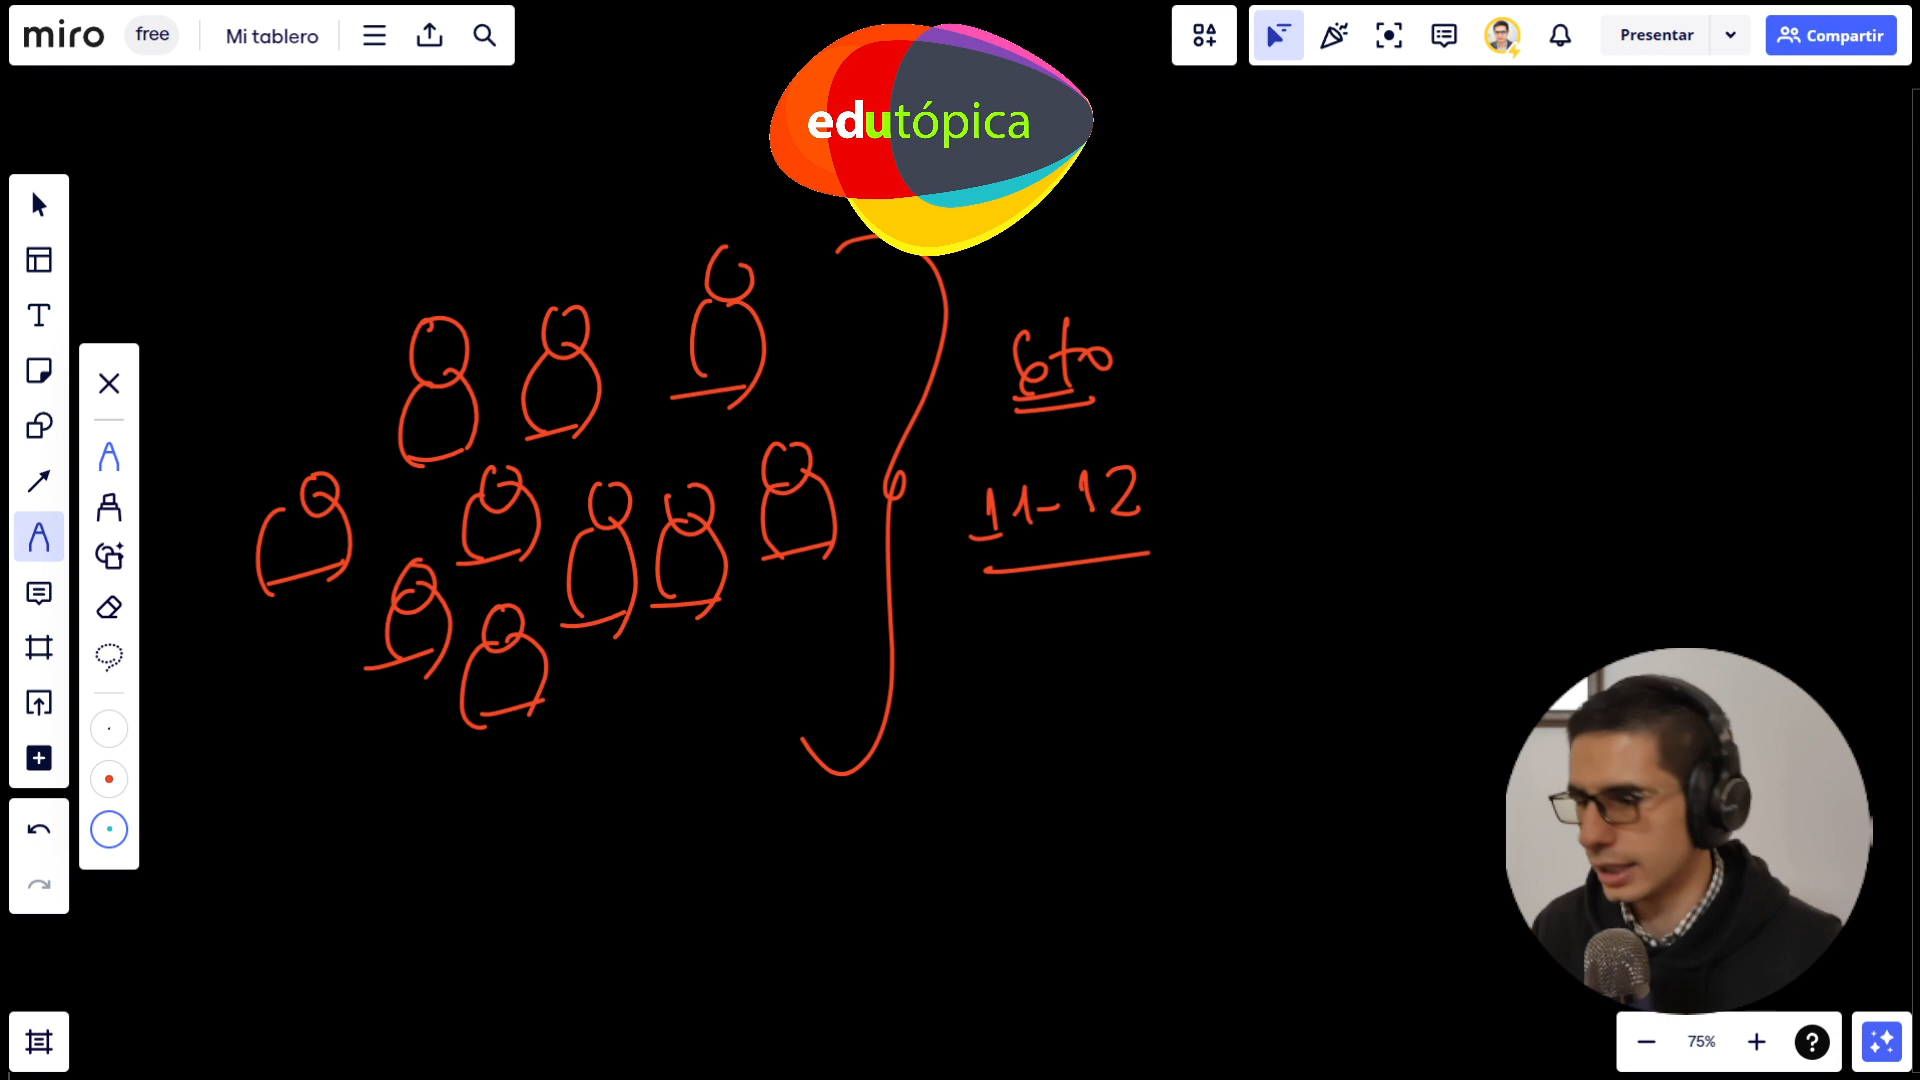 miro
free
Mi tablero
Presentar
Compartir
edutópica
6to
11-12
75%